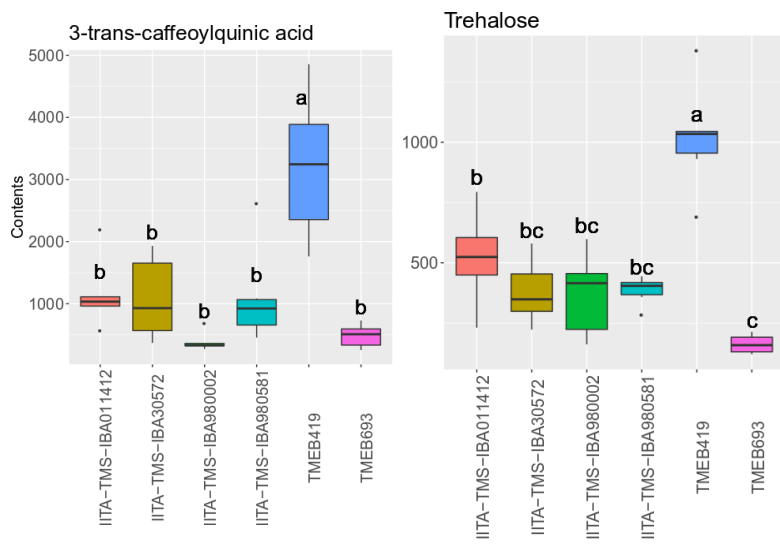 3-trans-caffeoylquinic acid
Contents
5000
4000
3000
2000
1000
b
b
b
b
a
b
IITA−TMS−IBA011412
IITA−TMS−IBA30572
IITA−TMS−IBA980002
IITA−TMS−IBA980581
TMEB419
TMEB693
Trehalose
1000
500
b
bc
bc
bc
a
c
IITA−TMS−IBA011412
IITA−TMS−IBA30572
IITA−TMS−IBA980002
IITA−TMS−IBA980581
TMEB419
TMEB693